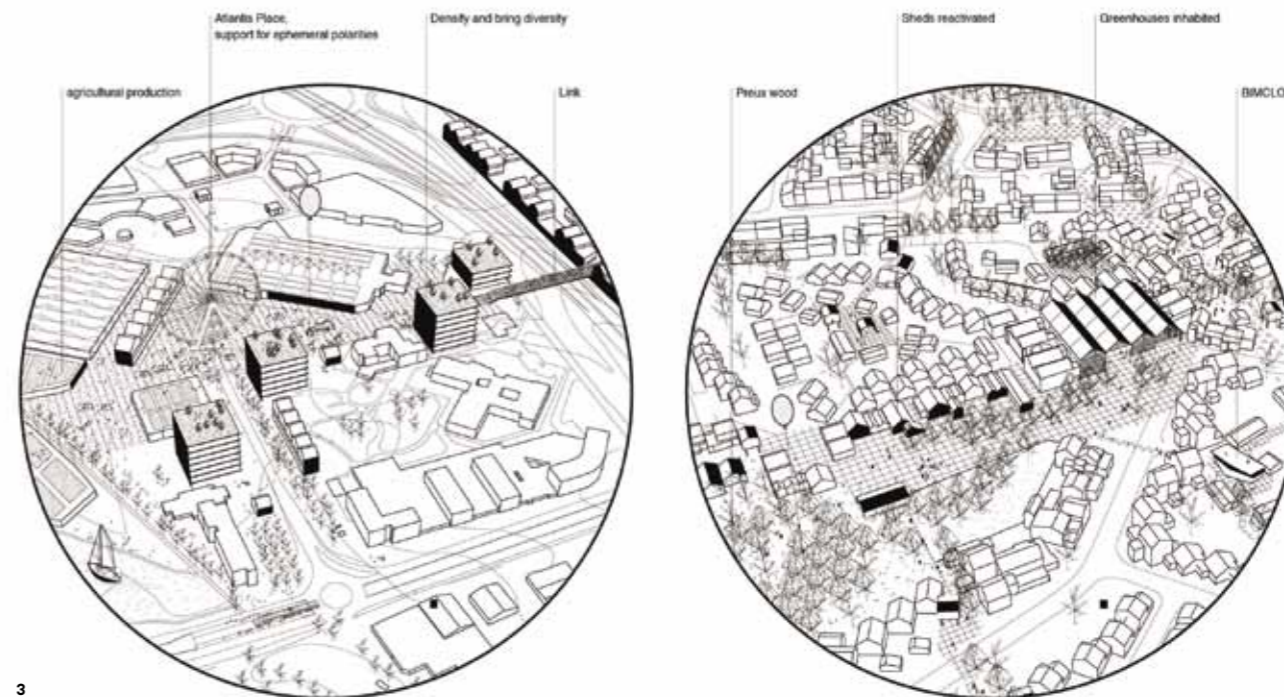 Atlantis Place,
support for ephemeral polarities
Density and bring diversity
agricultural production
Link
Sheds reactivated
Greenhouses inhabited
Preux wood
BIMCLO
3